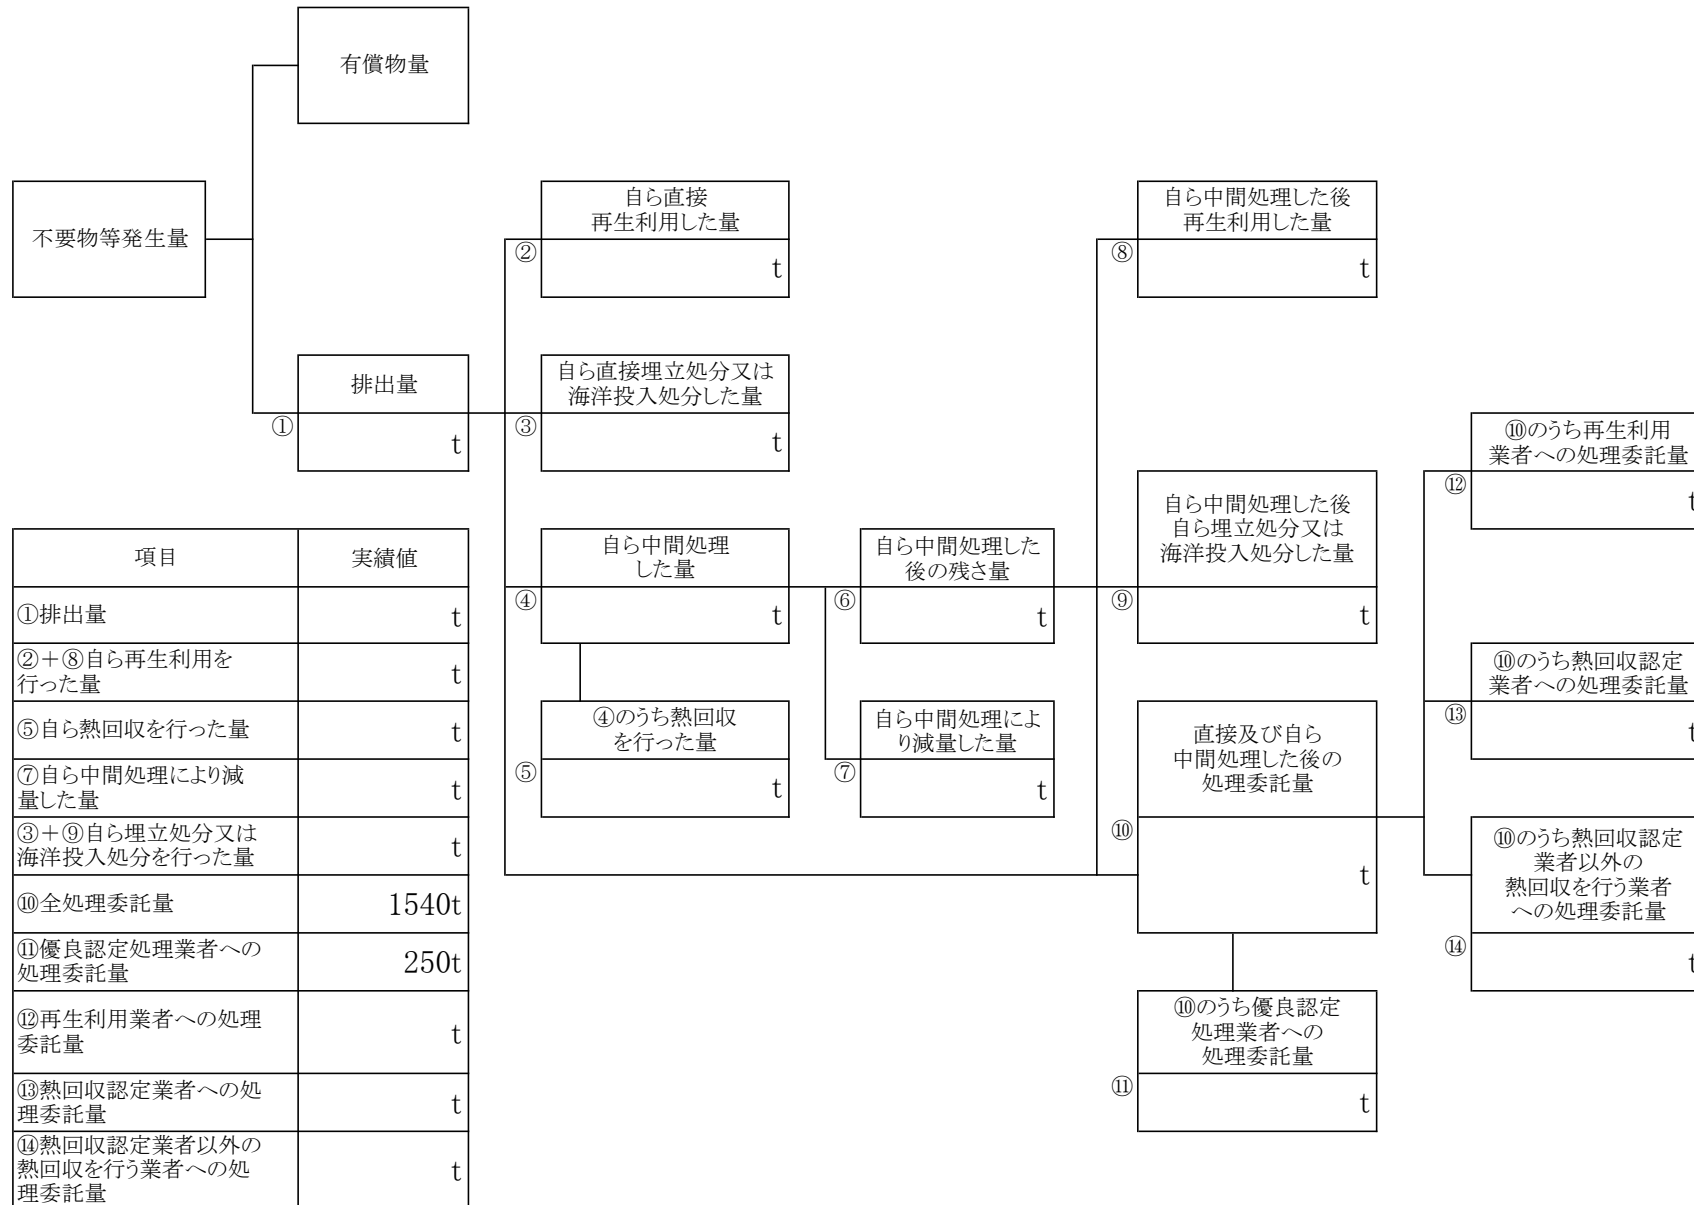 有償物量
不要物等発生量
排出量
①
t
自ら直接
再生利用した量
②
t
自ら直接埋立処分又は
海洋投入処分した量
③
t
自ら中間処理
した量
④
t
④のうち熱回収
を行った量
⑤
t
自ら中間処理した
後の残さ量
⑥
t
自ら中間処理によ
り減量した量
⑦
t
自ら中間処理した後
再生利用した量
⑧
t
自ら中間処理した後
自ら埋立処分又は
海洋投入処分した量
⑨
t
直接及び自ら
中間処理した後の
処理委託量
⑩
t
⑩のうち優良認定
処理業者への
処理委託量
⑪
t
⑩のうち再生利用
業者への処理委託量
⑫
t
⑩のうち熱回収認定
業者への処理委託量
⑬
t
⑩のうち熱回収認定
業者以外の
熱回収を行う業者
への処理委託量
⑭
t
項目 実績値
①排出量 t
②+⑧自ら再生利用を
行った量 t
⑤自ら熱回収を行った量 t
⑦自ら中間処理により減
量した量 t
③+⑨自ら埋立処分又は
海洋投入処分を行った量 t
⑩全処理委託量 1540t
⑪優良認定処理業者への
処理委託量 250t
⑫再生利用業者への処理
委託量 t
⑬熱回収認定業者への処
理委託量 t
⑭熱回収認定業者以外の
熱回収を行う業者への処
理委託量 t